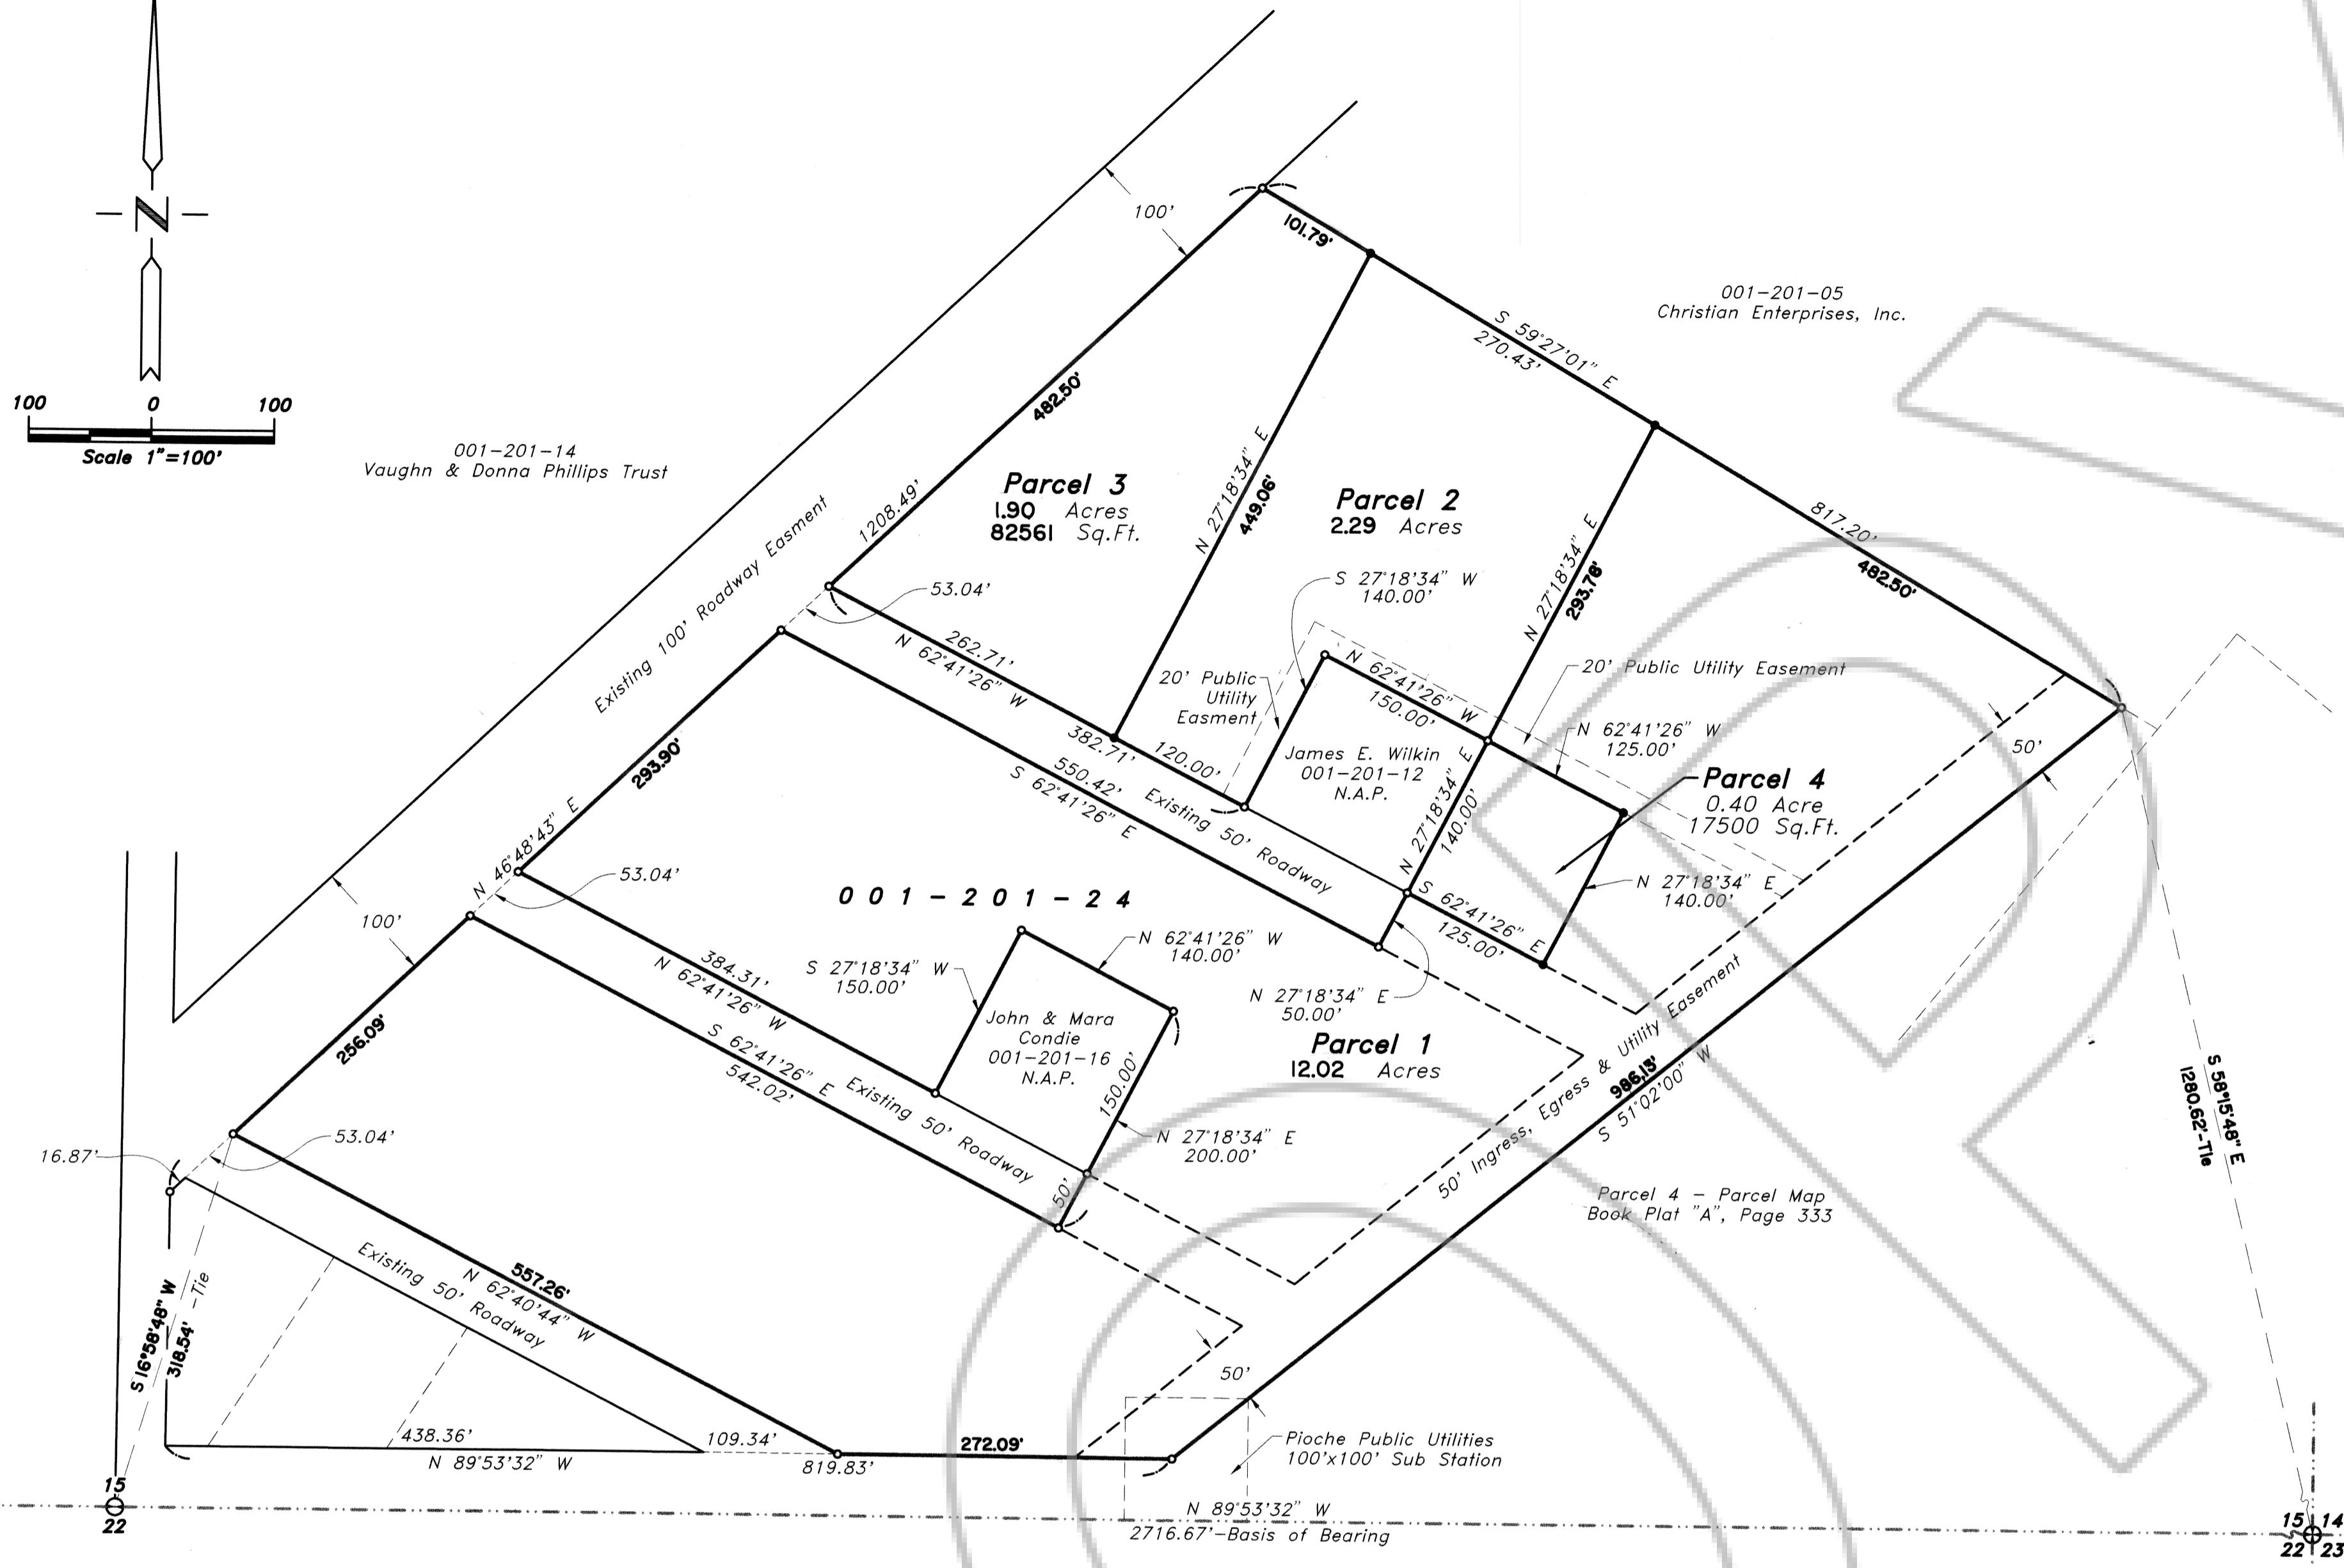 N
100 0 100
Scale 1"=100'
001-201-14
Vaughn & Donna Phillips Trust
100'
101.79'
001-201-05
Christian Enterprises, Inc.
S 59°27'01" E
270.43'
817.20'
482.50'
482.50'
1208.49'
Existing 100' Roadway Easment
Parcel 3
1.90 Acres
82561 Sq.Ft.
N 27°18'34" E
449.06'
Parcel 2
2.29 Acres
N 27°18'34" E
293.78'
S 27°18'34" W
140.00'
53.04'
262.71'
N 62°41'26" W
382.71'
120.00'
20' Public
Utility
Easment
N 62°41'26" W
150.00'
20' Public Utility Easement
N 62°41'26" W
125.00'
50'
James E. Wilkin
001-201-12
N.A.P.
N 27°18'34" E
140.00'
Parcel 4
0.40 Acre
17500 Sq.Ft.
N 27°18'34" E
140.00'
S 62°41'26" E
125.00'
550.42'
S 62°41'26" E
Existing 50' Roadway
293.90'
N 46°48'43" E
53.04'
100'
001-201-24
N 62°41'26" W
140.00'
S 27°18'34" W
150.00'
N 27°18'34" E
50.00'
384.31'
N 62°41'26" W
John & Mara
Condie
001-201-16
N.A.P.
150.00'
Parcel 1
12.02 Acres
S 62°41'26" E
542.02'
Existing 50' Roadway
50'
N 27°18'34" E
200.00'
50' Ingress, Egress & Utility Easement
986.15'
S 51°02'00" W
S 58°15'48" E
1280.62'-Tie
Parcel 4 - Parcel Map
Book Plat "A", Page 333
256.09'
53.04'
16.87'
557.26'
N 62°40'44" W
Existing 50' Roadway
S 16°58'48" W
318.54' -Tie
50'
438.36'
N 89°53'32" W
109.34'
272.09'
819.83'
Pioche Public Utilities
100'x100' Sub Station
N 89°53'32" W
2716.67'-Basis of Bearing
15
22
15 14
22 23